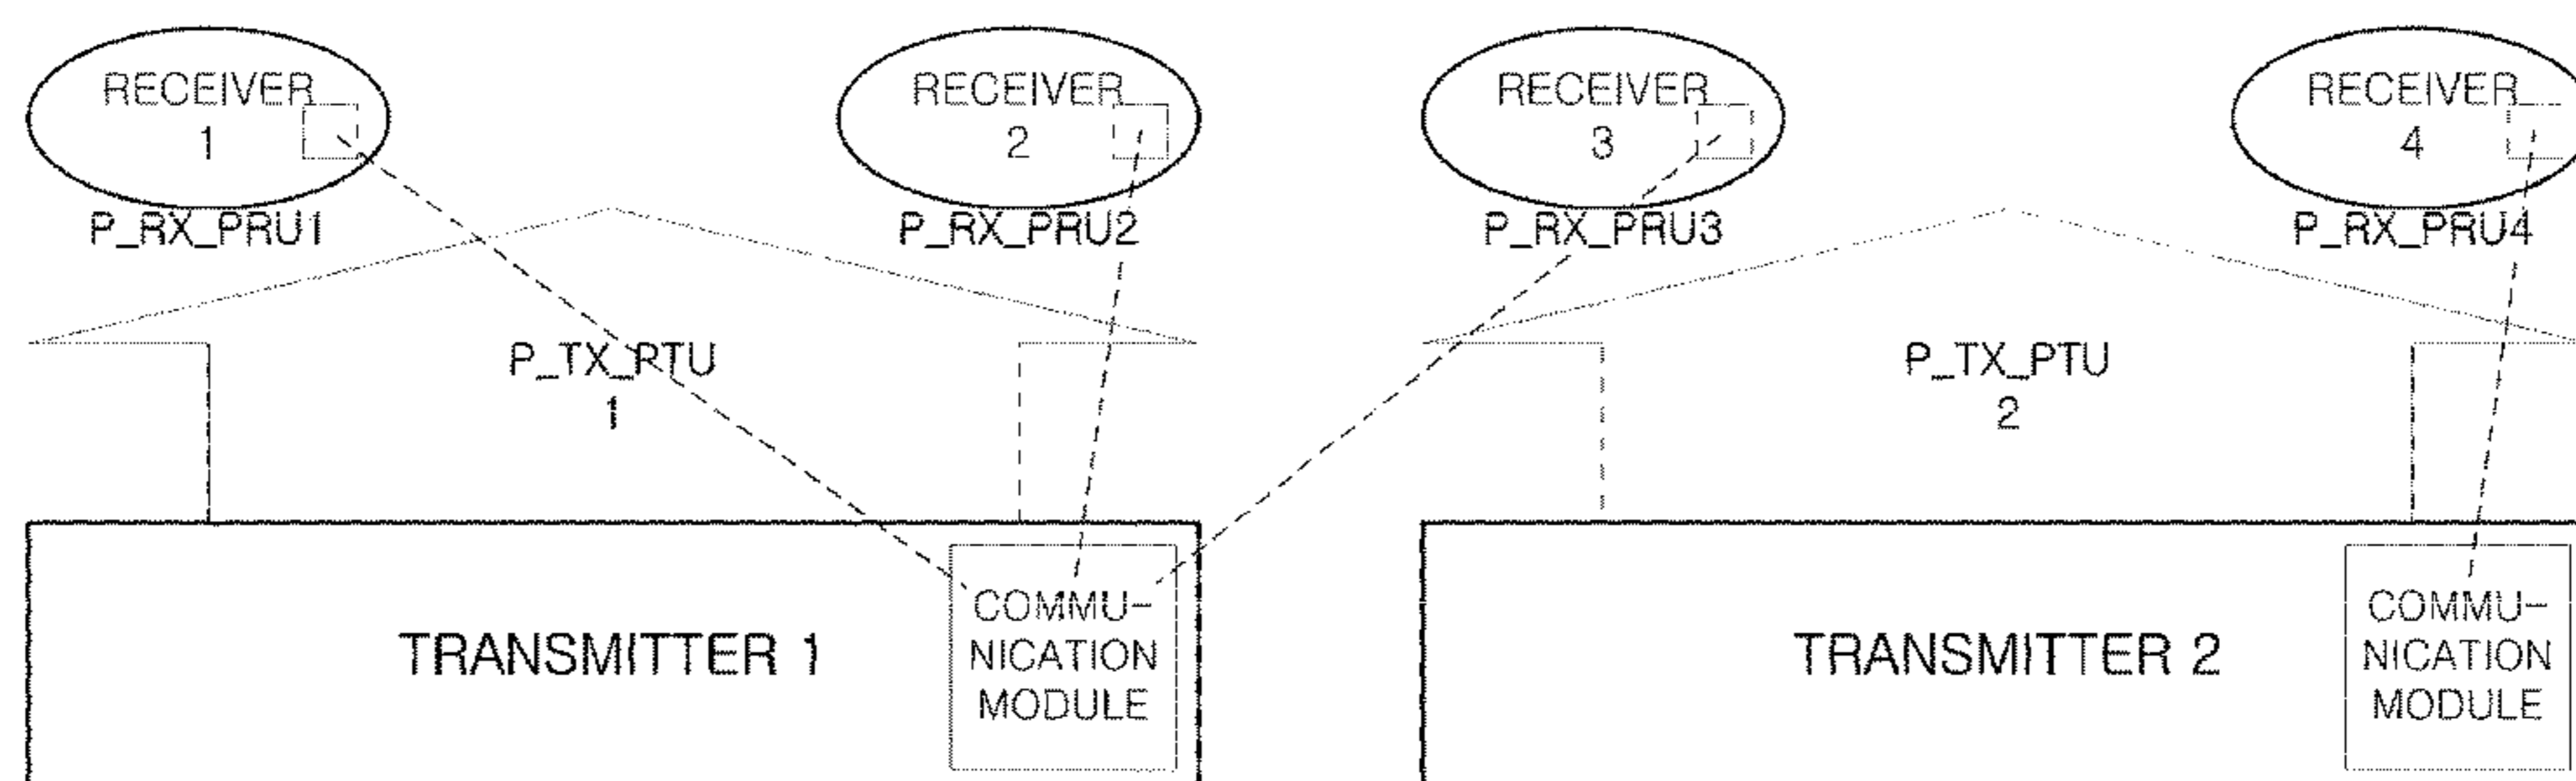 RECEIVER
1
RECEIVER
2
RECEIVER
3
RECEIVER
4
P_RX_PRU1
P_RX_PRU2
P_RX_PRU3
P_RX_PRU4
P_TX_PTU
1
P_TX_PTU
2
TRANSMITTER 1
COMMU-
NICATION
MODULE
TRANSMITTER 2
COMMU-
NICATION
MODULE